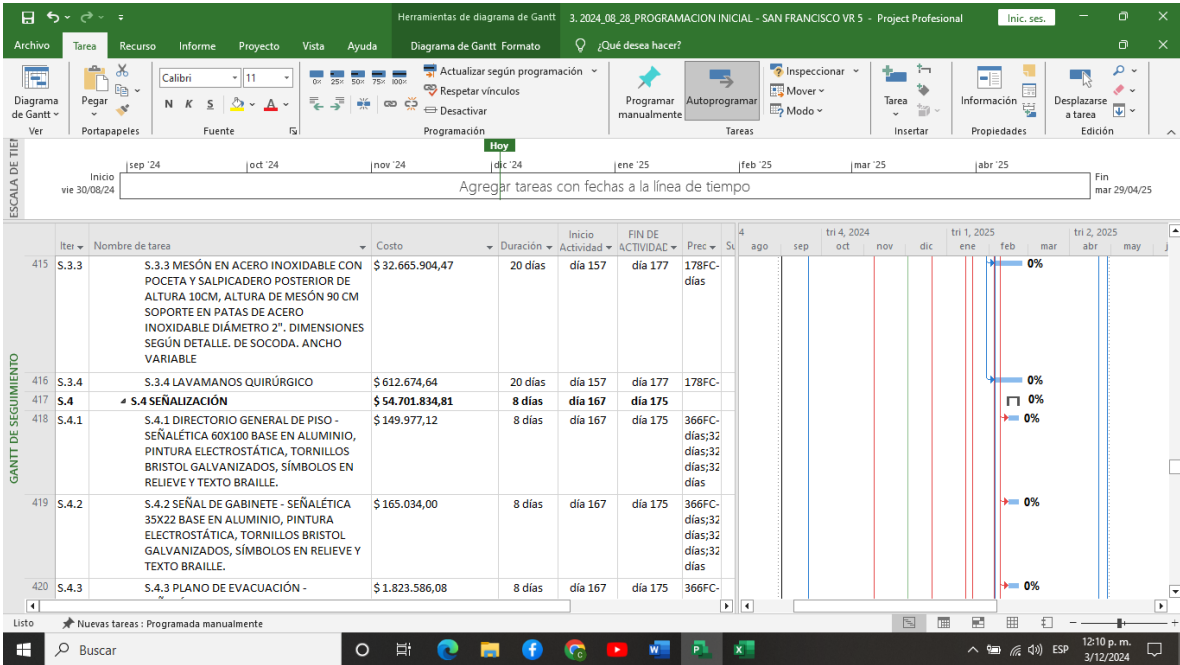 Herramientas de diagrama de Gantt 3. 2024_08_28_PROGRAMACION INICIAL - SAN FRANCISCO VR 5 - Project Profesional Inic. ses.
Archivo Tarea Recurso Informe Proyecto Vista Ayuda Diagrama de Gantt Formato ¿Qué desea hacer?
Diagrama de Gantt
Ver
Pegar
Portapapeles
Calibri 11
N K S A
Fuente
0× 25× 50× 75× 100×
Actualizar según programación
Respetar vínculos
Desactivar
Programación
Programar manualmente
Autoprogramar
Inspeccionar
Mover
Modo
Tareas
Tarea
Insertar
Información
Propiedades
Desplazarse a tarea
Edición
ESCALA DE TIE
Hoy
sep '24 oct '24 nov '24 dic '24 ene '25 feb '25 mar '25 abr '25
Inicio
vie 30/08/24
Agregar tareas con fechas a la línea de tiempo
Fin
mar 29/04/25
GANTT DE SEGUIMIENTO
Iter Nombre de tarea Costo Duración Inicio Actividad FIN DE ACTIVIDAD Prec Su
4 tri 4, 2024 tri 1, 2025 tri 2, 2025
ago sep oct nov dic ene feb mar abr may
415 S.3.3 S.3.3 MESÓN EN ACERO INOXIDABLE CON $ 32.665.904,47 20 días día 157 día 177 178FC- 0%
POCETA Y SALPICADERO POSTERIOR DE días
ALTURA 10CM, ALTURA DE MESÓN 90 CM
SOPORTE EN PATAS DE ACERO
INOXIDABLE DIÁMETRO 2". DIMENSIONES
SEGÚN DETALLE. DE SOCODA. ANCHO
VARIABLE
416 S.3.4 S.3.4 LAVAMANOS QUIRÚRGICO $ 612.674,64 20 días día 157 día 177 178FC- 0%
417 S.4 S.4 SEÑALIZACIÓN $ 54.701.834,81 8 días día 167 día 175 0%
418 S.4.1 S.4.1 DIRECTORIO GENERAL DE PISO - $ 149.977,12 8 días día 167 día 175 366FC- 0%
SEÑALÉTICA 60X100 BASE EN ALUMINIO, días;32
PINTURA ELECTROSTÁTICA, TORNILLOS días;32
BRISTOL GALVANIZADOS, SÍMBOLOS EN días;32
RELIEVE Y TEXTO BRAILLE. días
419 S.4.2 S.4.2 SEÑAL DE GABINETE - SEÑALÉTICA $ 165.034,00 8 días día 167 día 175 366FC- 0%
35X22 BASE EN ALUMINIO, PINTURA días;32
ELECTROSTÁTICA, TORNILLOS BRISTOL días;32
GALVANIZADOS, SÍMBOLOS EN RELIEVE Y días;32
TEXTO BRAILLE. días
420 S.4.3 S.4.3 PLANO DE EVACUACIÓN - $ 1.823.586,08 8 días día 167 día 175 366FC- 0%
Listo Nuevas tareas : Programada manualmente
Buscar
ESP
12:10 p. m.
3/12/2024